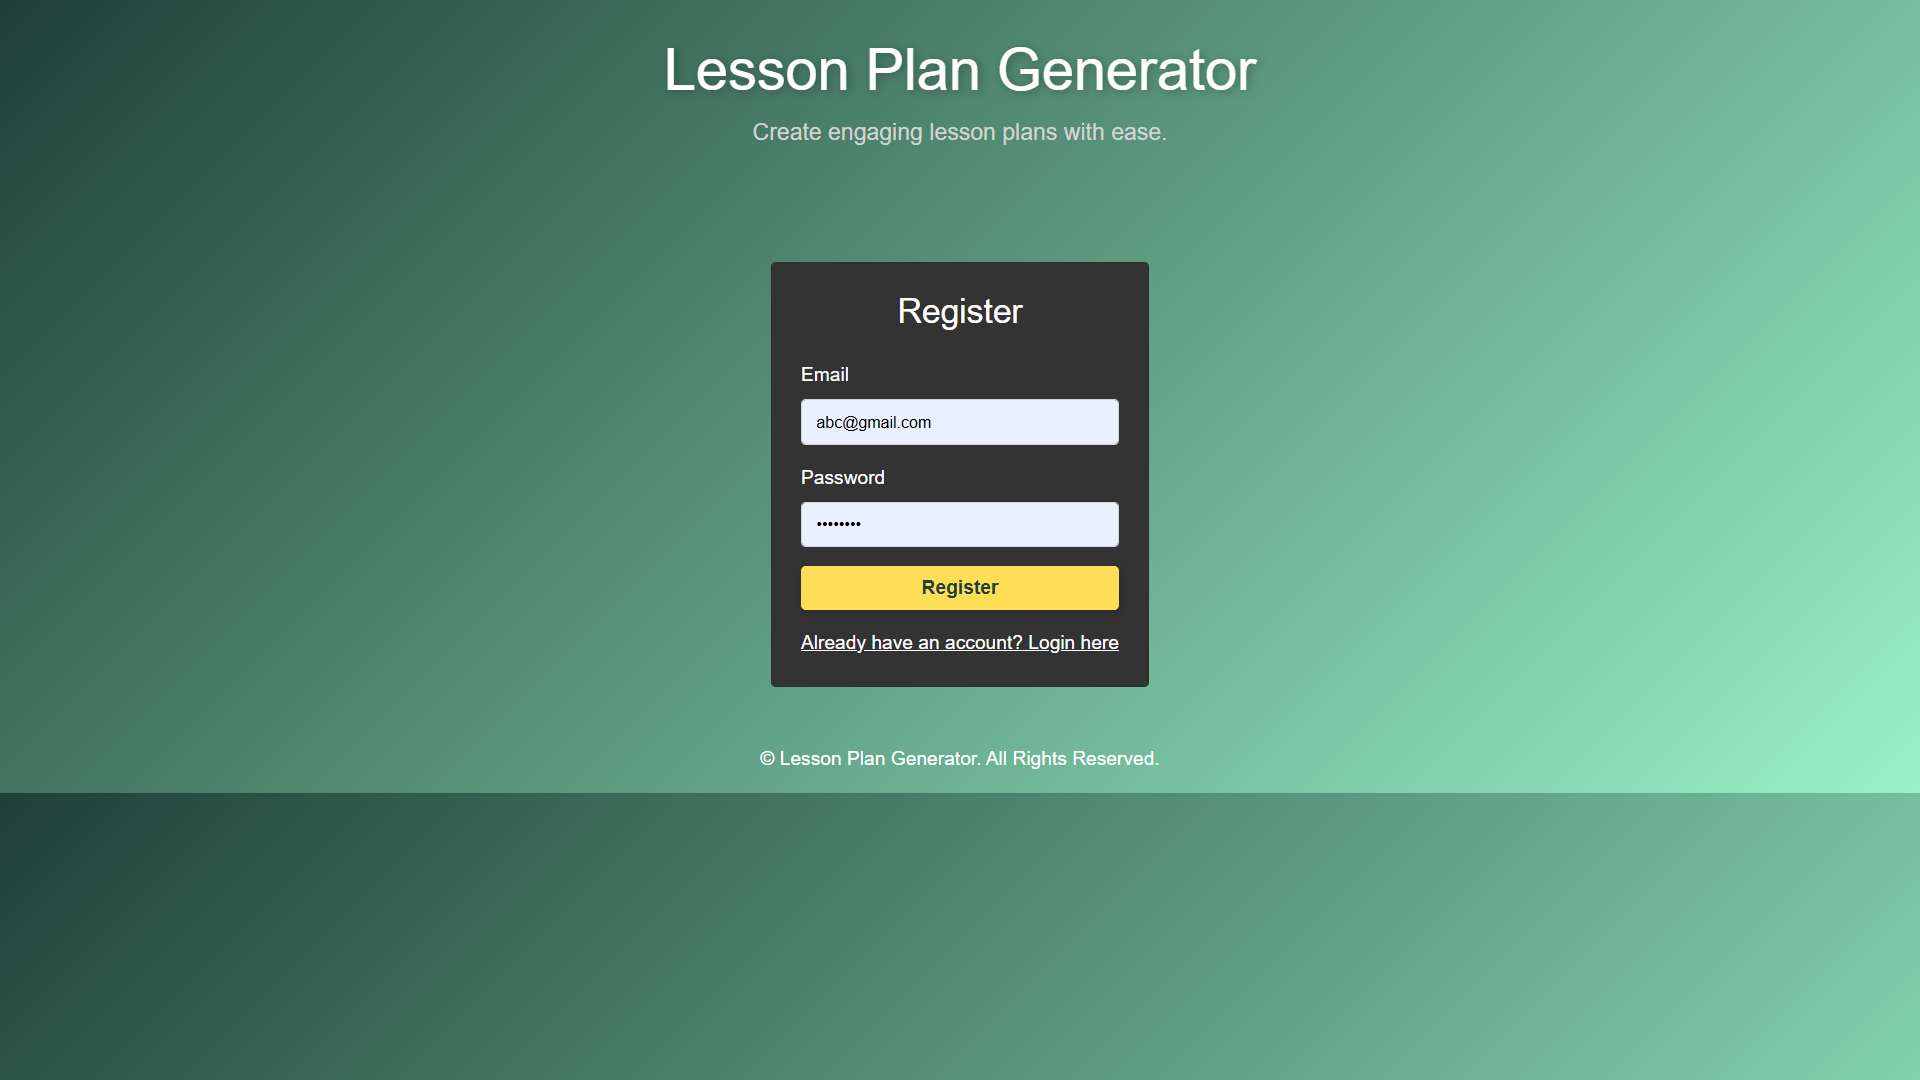 Lesson Plan Generator
Create engaging lesson plans with ease.
Register
Email
abc@gmail.com
Password
••••••••
Register
Already have an account? Login here
© Lesson Plan Generator. All Rights Reserved.